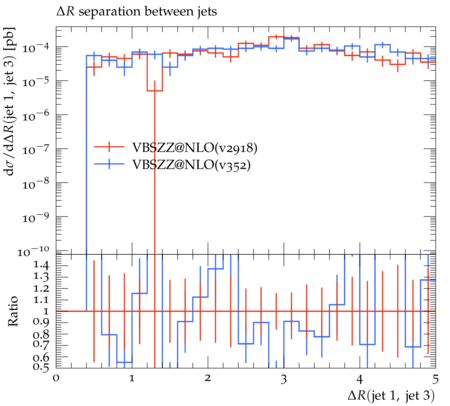 ΔR separation between jets
dσ/dΔR(jet 1, jet 3) [pb]
10⁻⁴
10⁻⁵
10⁻⁶
10⁻⁷
10⁻⁸
10⁻⁹
10⁻¹⁰
VBSZZ@NLO(v2918)
VBSZZ@NLO(v352)
Ratio
1.4
1.3
1.2
1.1
1
0.9
0.8
0.7
0.6
0.5
0 1 2 3 4 5
ΔR(jet 1, jet 3)